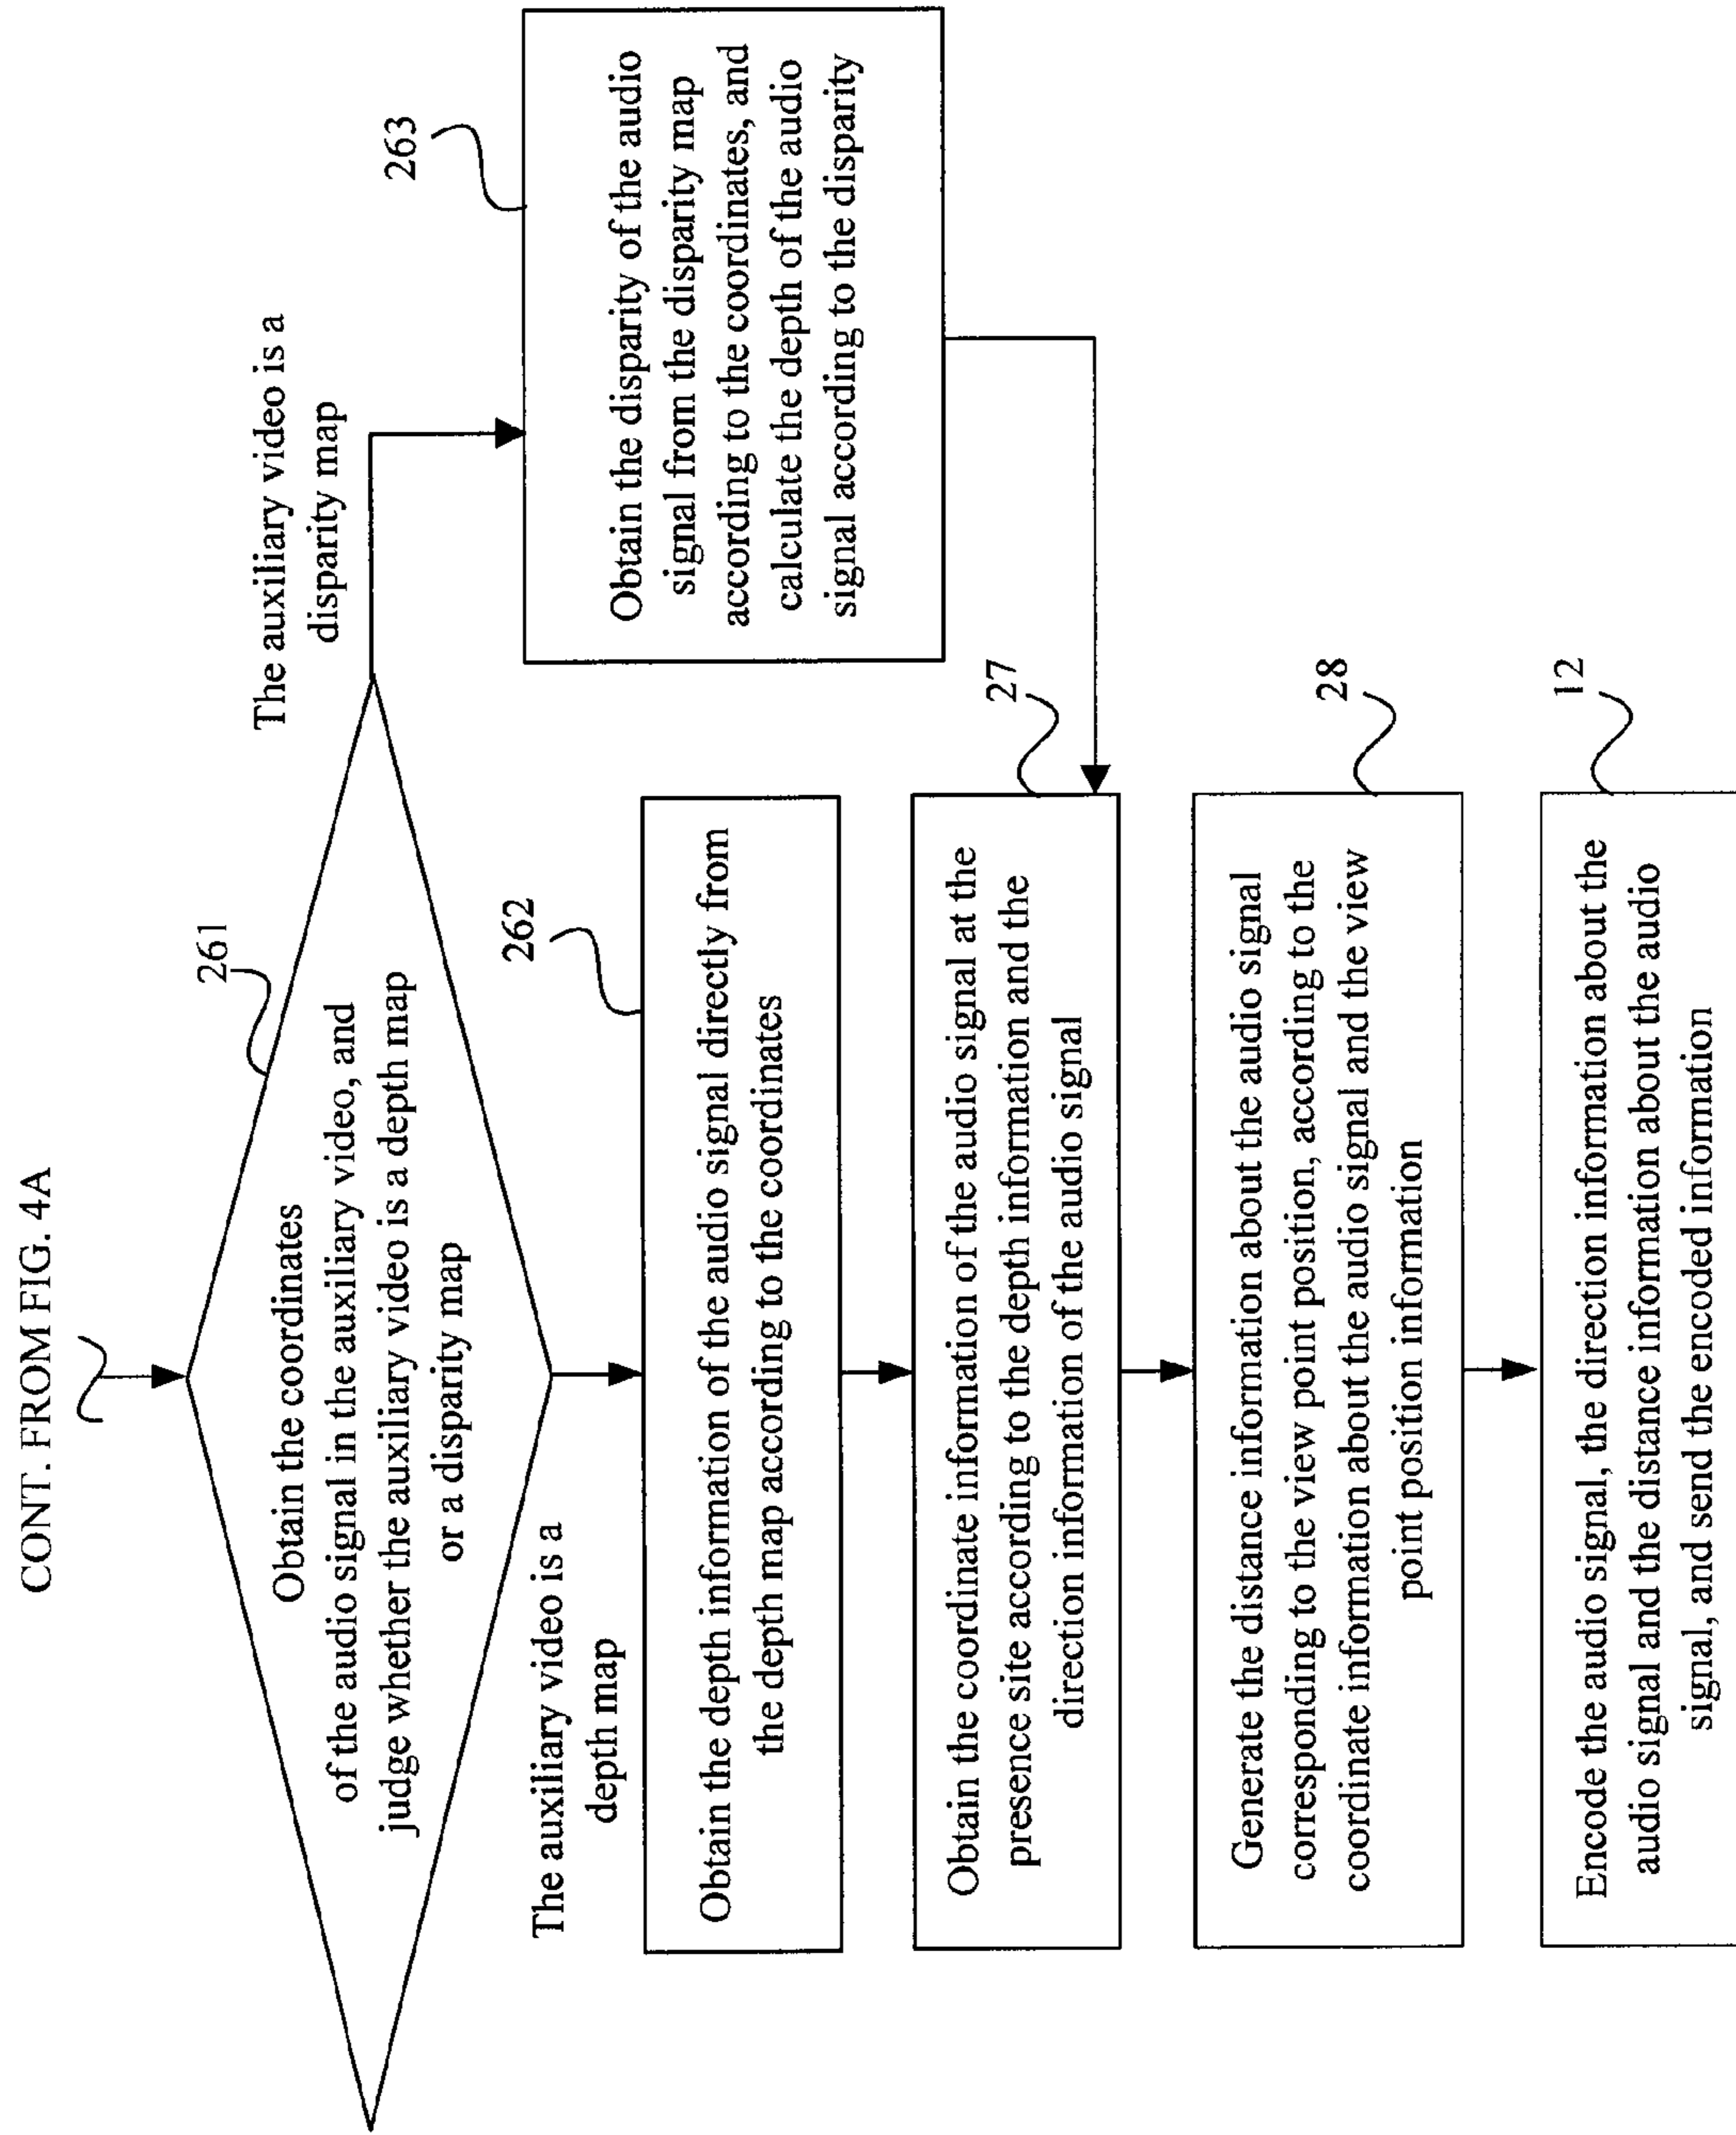 CONT. FROM FIG. 4A
261
Obtain the coordinates
of the audio signal in the auxiliary video, and
judge whether the auxiliary video is a depth map
or a disparity map
The auxiliary video is a
disparity map
263
Obtain the disparity of the audio
signal from the disparity map
according to the coordinates, and
calculate the depth of the audio
signal according to the disparity
The auxiliary video is a
depth map
262
Obtain the depth information of the audio signal directly from
the depth map according to the coordinates
27
Obtain the coordinate information of the audio signal at the
presence site according to the depth information and the
direction information of the audio signal
28
Generate the distance information about the audio signal
corresponding to the view point position, according to the
coordinate information about the audio signal and the view
point position information
12
Encode the audio signal, the direction information about the
audio signal and the distance information about the audio
signal, and send the encoded information